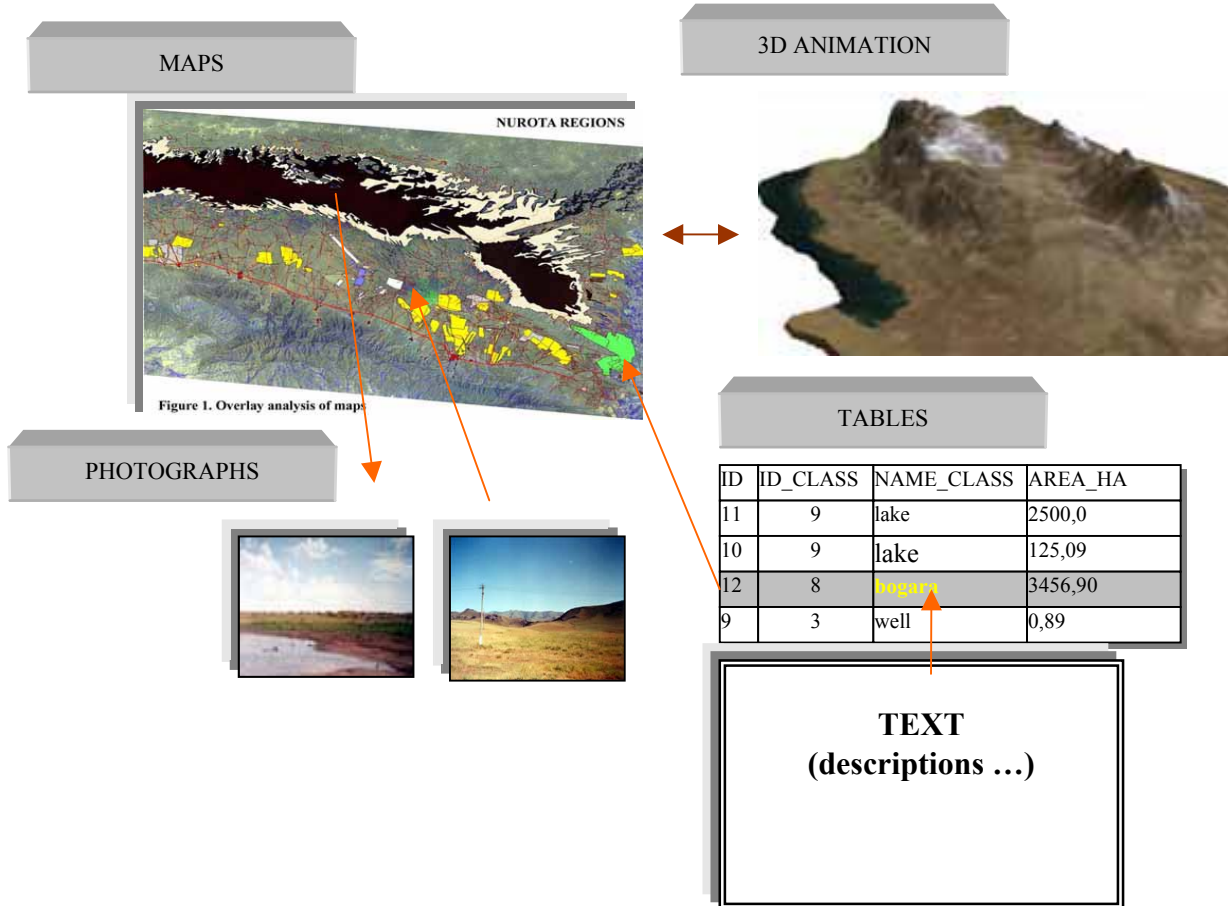 MAPS
3D ANIMATION
NUROTA REGIONS
Figure 1. Overlay analysis of maps
PHOTOGRAPHS
TABLES
ID ID_CLASS NAME_CLASS AREA_HA
11 9 lake 2500,0
10 9 lake 125,09
12 8 bogara 3456,90
9 3 well 0,89
TEXT
(descriptions …)